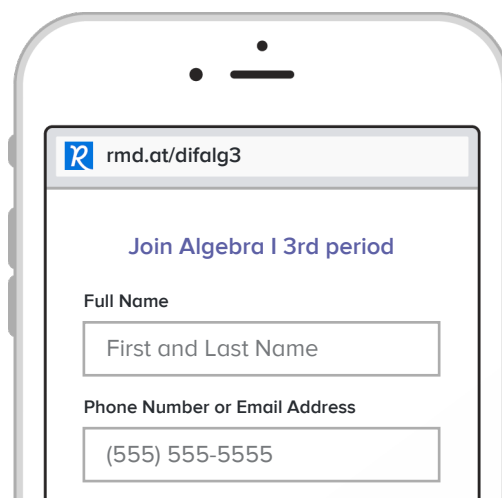 rmd.at/difalg3
Join Algebra I 3rd period
Full Name
First and Last Name
Phone Number or Email Address
(555) 555-5555